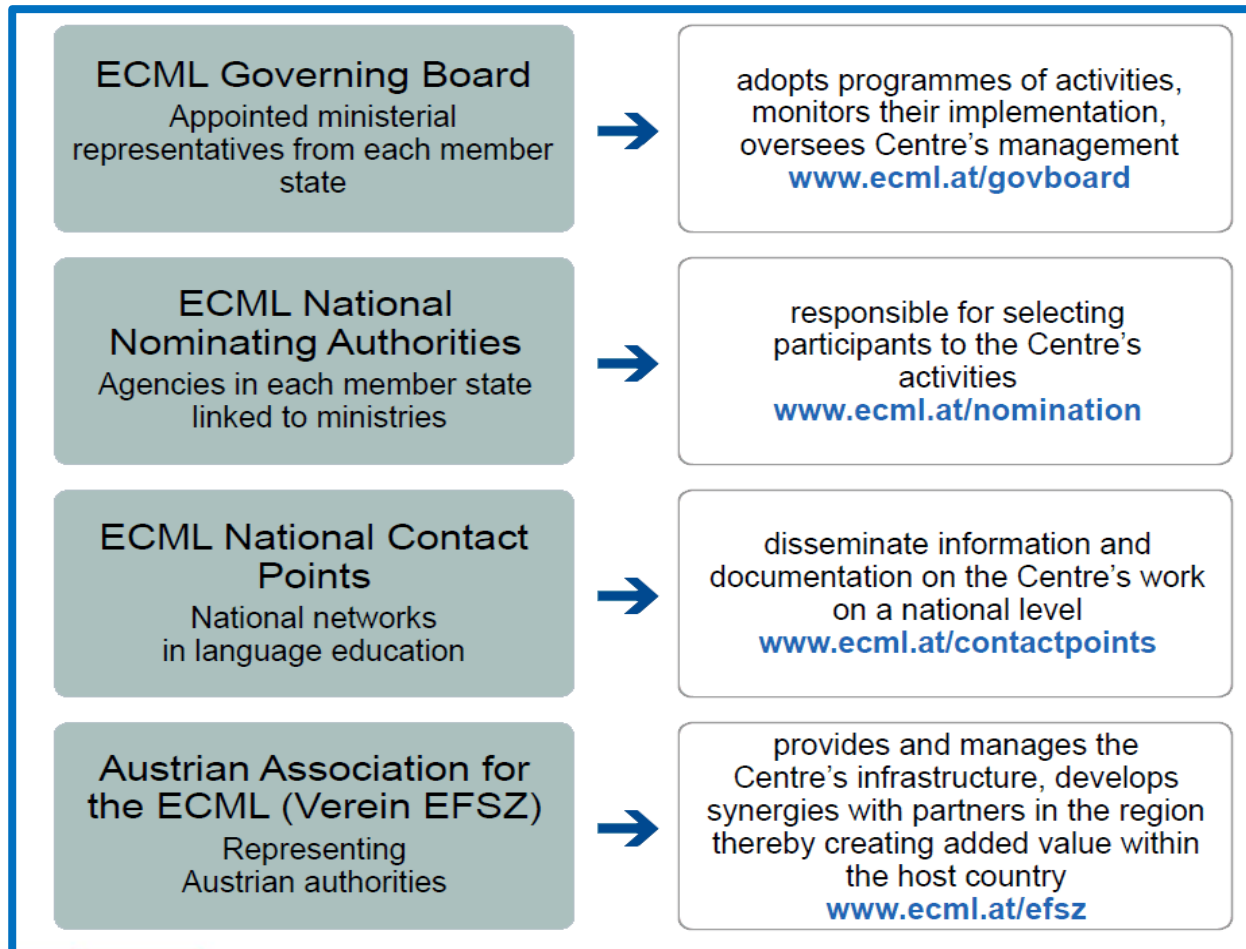 ECML Governing Board
Appointed ministerial
representatives from each member
state
adopts programmes of activities,
monitors their implementation,
oversees Centre's management
www.ecml.at/govboard
ECML National
Nominating Authorities
Agencies in each member state
linked to ministries
responsible for selecting
participants to the Centre's
activities
www.ecml.at/nomination
ECML National Contact
Points
National networks
in language education
disseminate information and
documentation on the Centre's work
on a national level
www.ecml.at/contactpoints
Austrian Association for
the ECML (Verein EFSZ)
Representing
Austrian authorities
provides and manages the
Centre's infrastructure, develops
synergies with partners in the region
thereby creating added value within
the host country
www.ecml.at/efsz